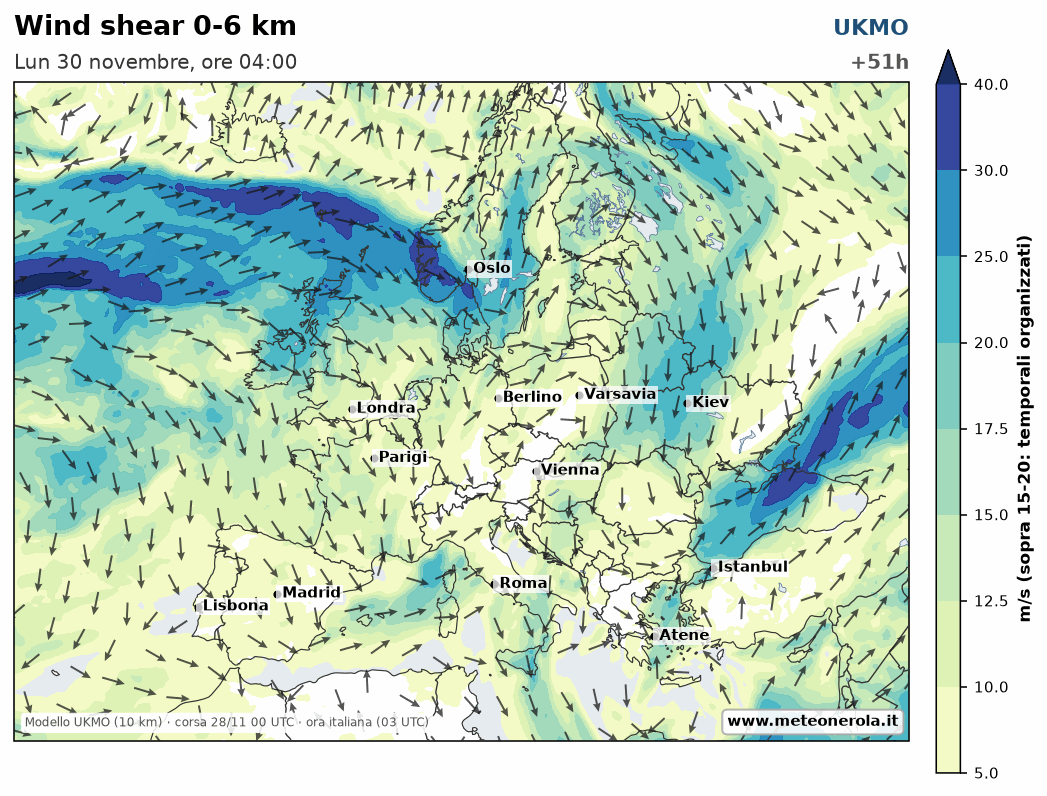 Wind shear 0-6 km
UKMO
Lun 30 novembre, ore 04:00
+51h
40.0
30.0
25.0
20.0
17.5
15.0
12.5
10.0
5.0
m/s (sopra 15-20: temporali organizzati)
Oslo
Berlino
Varsavia
Kiev
Londra
Parigi
Vienna
Istanbul
Roma
Madrid
Lisbona
Atene
Modello UKMO (10 km) · corsa 28/11 00 UTC · ora italiana (03 UTC)
www.meteonerola.it